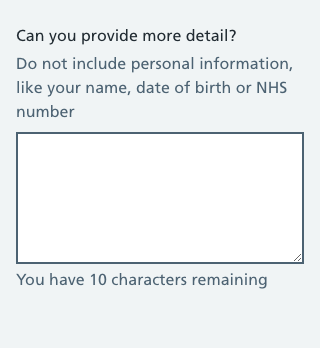 Can you provide more detail?
Do not include personal information,
like your name, date of birth or NHS
number
You have 10 characters remaining